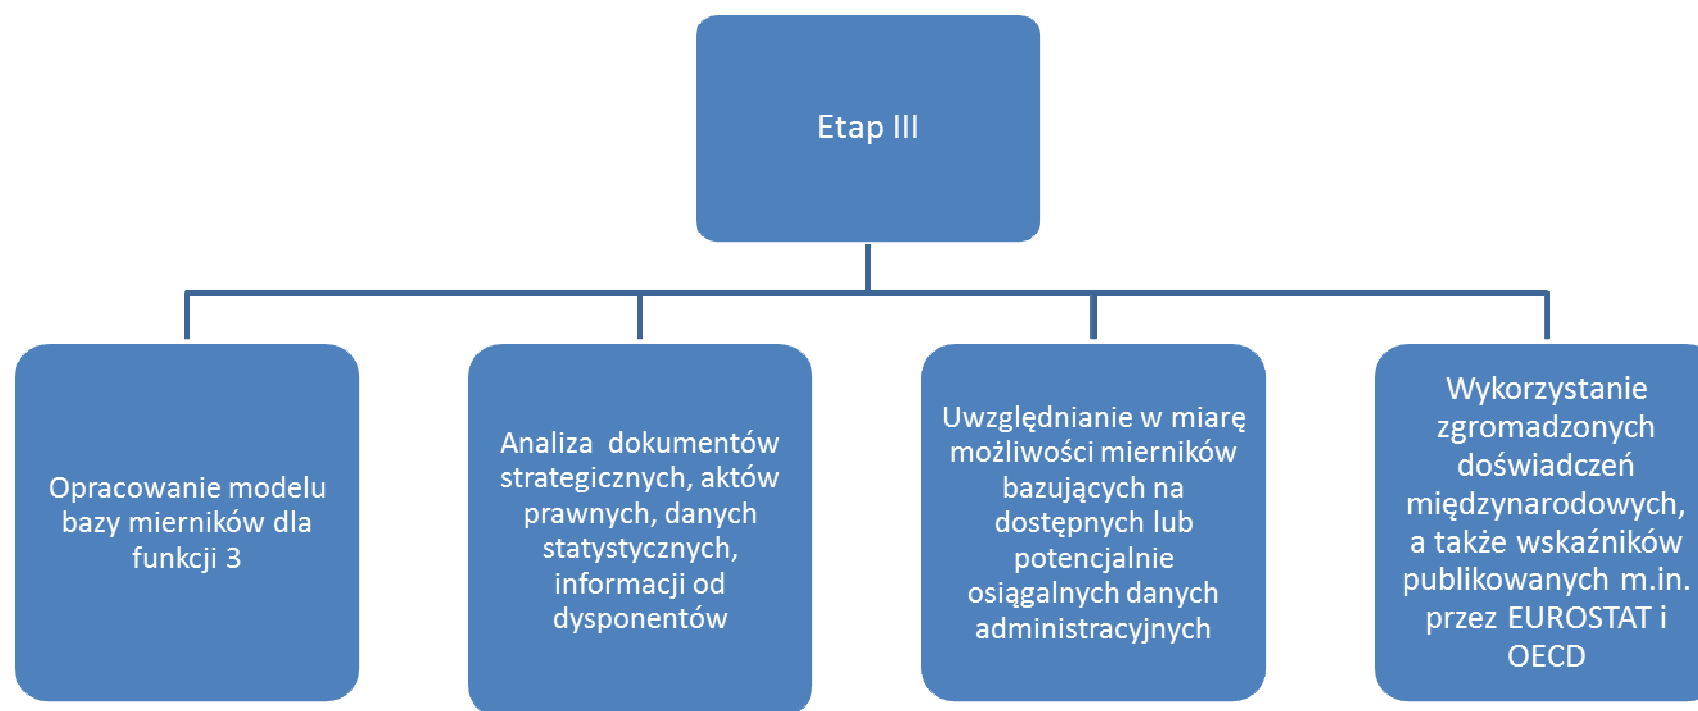 Etap III
Opracowanie modelu
bazy mierników dla
funkcji 3
Analiza dokumentów
strategicznych, aktów
prawnych, danych
statystycznych,
informacji od
dysponentów
Uwzględnianie w miarę
możliwości mierników
bazujących na
dostępnych lub
potencjalnie
osiągalnych danych
administracyjnych
Wykorzystanie
zgromadzonych
doświadczeń
międzynarodowych,
a także wskaźników
publikowanych m.in.
przez EUROSTAT i
OECD